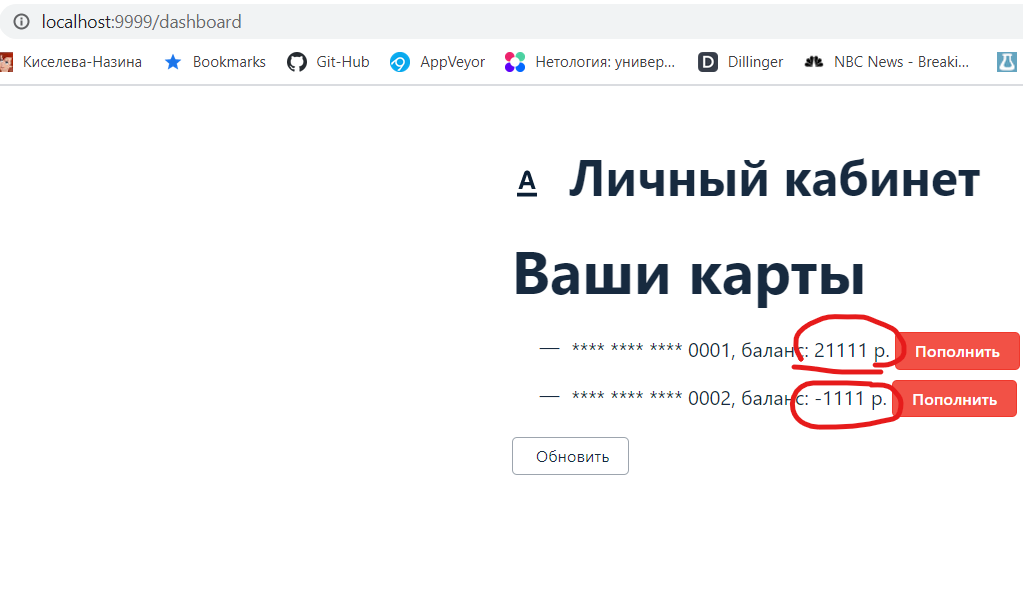 localhost:9999/dashboard
Киселева-Назина Bookmarks Git-Hub AppVeyor Нетология: универ... Dillinger NBC News - Breaki...
A Личный кабинет
Ваши карты
— **** **** **** 0001, баланс: 21111 р. Пополнить
— **** **** **** 0002, баланс: -1111 р. Пополнить
Обновить